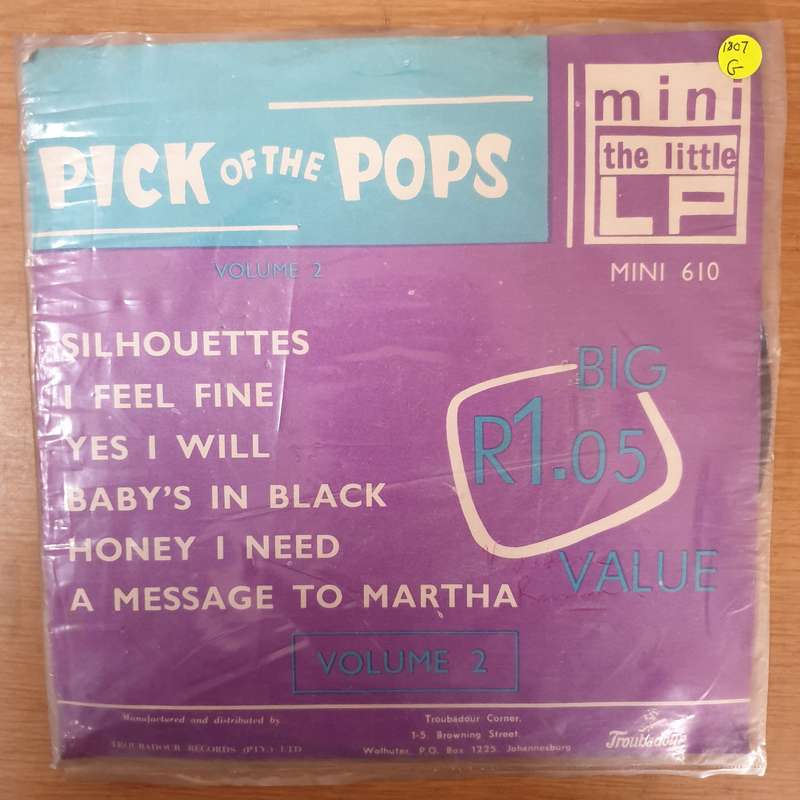 1807
G
mini
the little
LP
PICK OF THE POPS
VOLUME 2
MINI 610
SILHOUETTES
I FEEL FINE
YES I WILL
BABY'S IN BLACK
HONEY I NEED
A MESSAGE TO MARTHA
BIG
R1.05
VALUE
VOLUME 2
Manufactured and distributed by
TROUBADOUR RECORDS (PTY.) LTD
Troubadour Corner,
1-5, Browning Street,
Wolhuter, P.O. Box 1225, Johannesburg
Troubadour